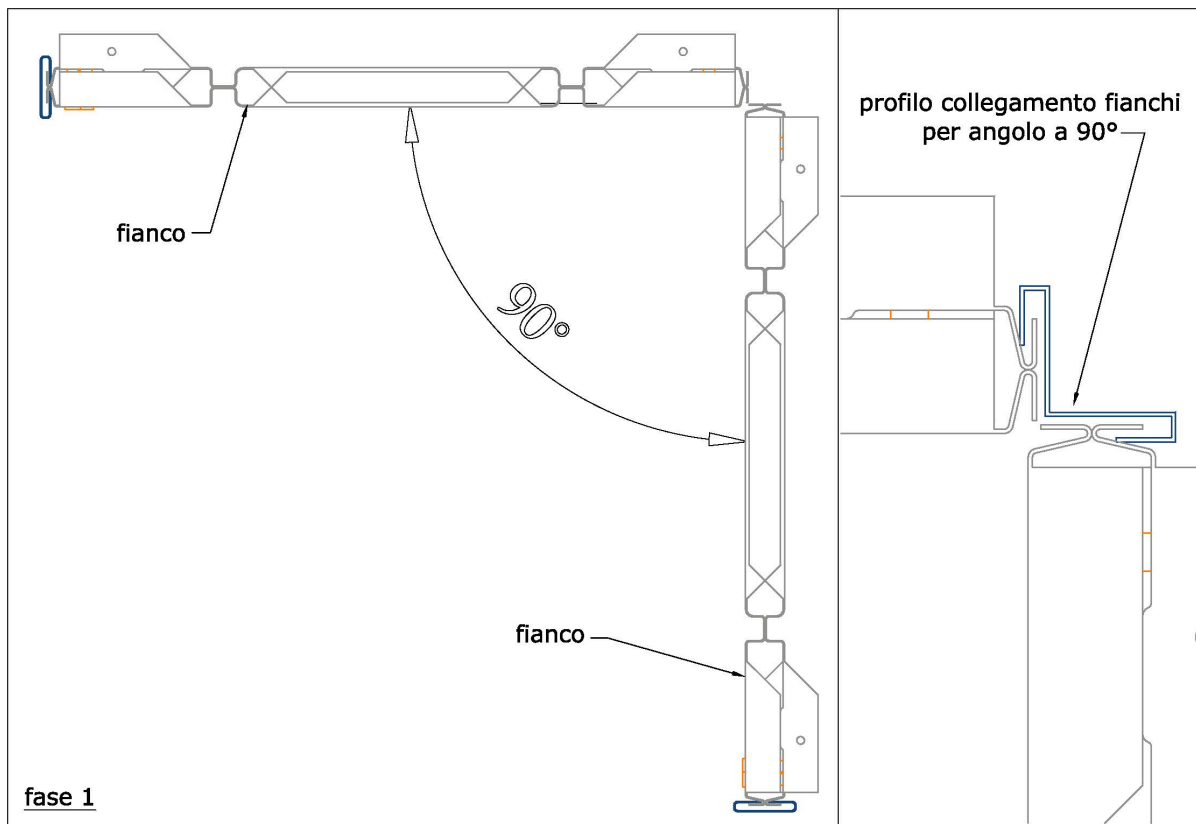 profilo collegamento fianchi
per angolo a 90°
fianco
90°
fianco
fase 1